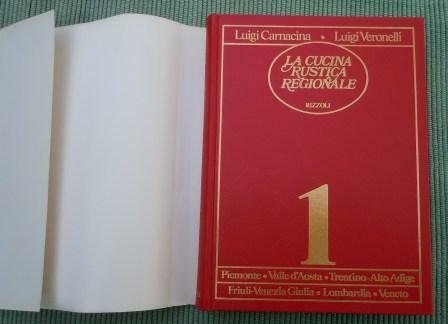 Luigi Carnacina • Luigi Veronelli
LA CUCINA
RUSTICA
REGIONALE
RIZZOLI
1
Piemonte • Valle d'Aosta • Trentino-Alto Adige
Friuli-Venezia Giulia • Lombardia • Veneto